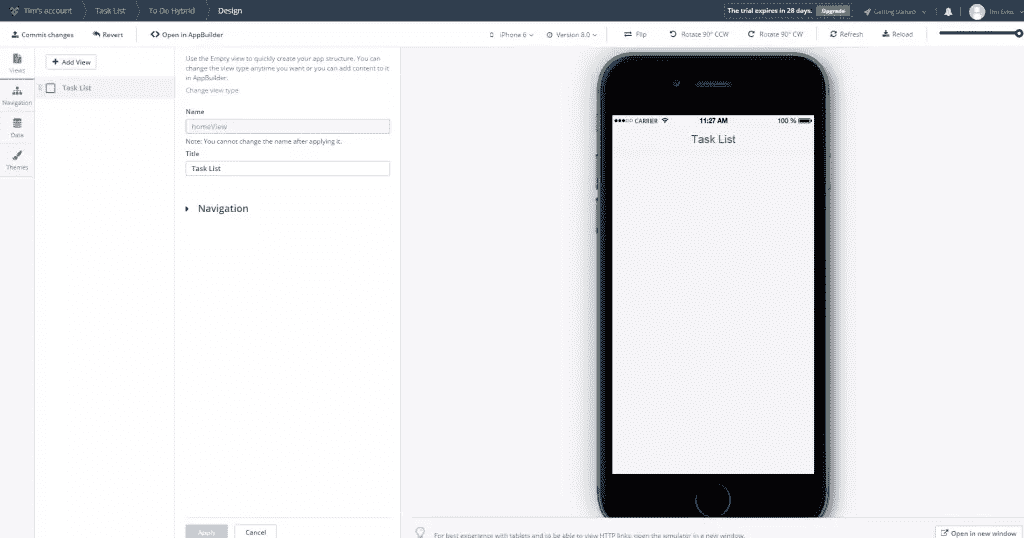 Tim's account
Task List
To Do Hybrid
Design
The trial expires in 28 days.
Upgrade
Getting Started
Commit changes
Revert
Open in AppBuilder
iPhone 6
Version 8.0
Flip
Rotate 90° CCW
Rotate 90° CW
Refresh
Reload
Views
Navigation
Data
Themes
Add View
Task List
Use the Empty view to quickly create your app structure. You can
change the view type anytime you want or you can add content to it
in AppBuilder.
Change view type
Name
homeView
Note: You cannot change the name after applying it.
Title
Task List
Navigation
Apply
Cancel
CARRIER
11:27 AM
100 %
Task List
For best experience with tablets and to be able to view HTTP links, open the simulator in a new window.
Open in new window